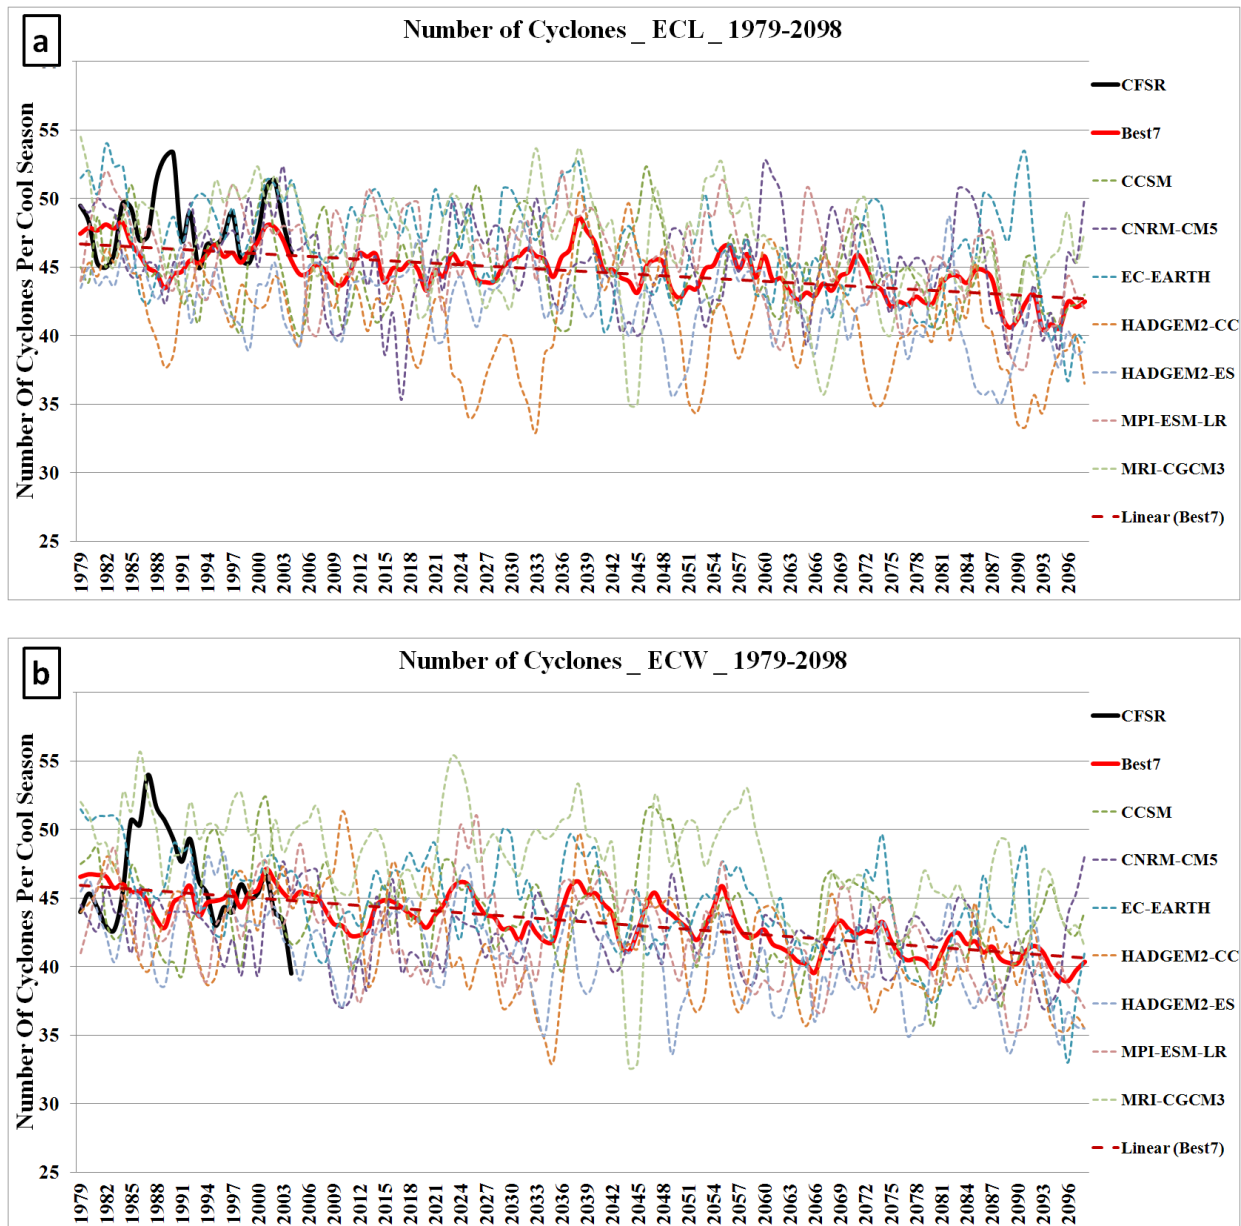 a
Number of Cyclones _ ECL _ 1979-2098
Number Of Cyclones Per Cool Season
55
50
45
40
35
30
25
1979 1982 1985 1988 1991 1994 1997 2000 2003 2006 2009 2012 2015 2018 2021 2024 2027 2030 2033 2036 2039 2042 2045 2048 2051 2054 2057 2060 2063 2066 2069 2072 2075 2078 2081 2084 2087 2090 2093 2096
CFSR
Best7
CCSM
CNRM-CM5
EC-EARTH
HADGEM2-CC
HADGEM2-ES
MPI-ESM-LR
MRI-CGCM3
Linear (Best7)
b
Number of Cyclones _ ECW _ 1979-2098
Number Of Cyclones Per Cool Season
55
50
45
40
35
30
25
1979 1982 1985 1988 1991 1994 1997 2000 2003 2006 2009 2012 2015 2018 2021 2024 2027 2030 2033 2036 2039 2042 2045 2048 2051 2054 2057 2060 2063 2066 2069 2072 2075 2078 2081 2084 2087 2090 2093 2096
CFSR
Best7
CCSM
CNRM-CM5
EC-EARTH
HADGEM2-CC
HADGEM2-ES
MPI-ESM-LR
MRI-CGCM3
Linear (Best7)